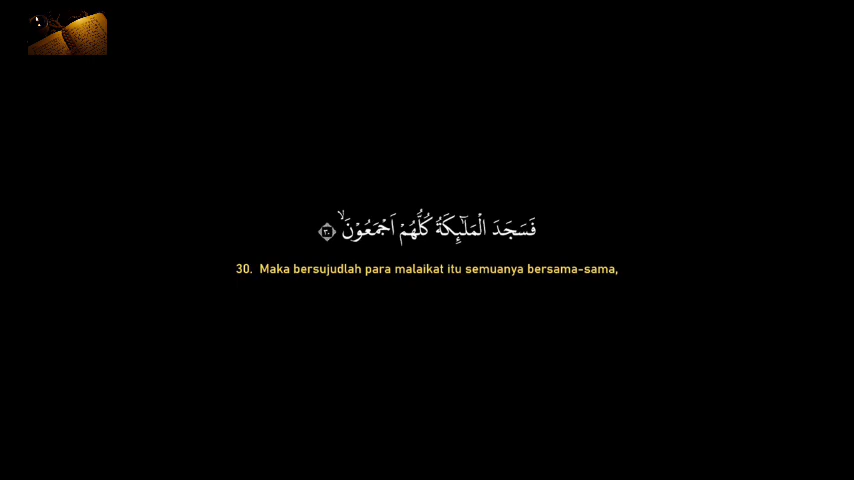 فَسَجَدَ الْمَلٰۤىِٕكَةُ كُلُّهُمْ اَجْمَعُوْنَۙ ۝٣٠
30. Maka bersujudlah para malaikat itu semuanya bersama-sama,